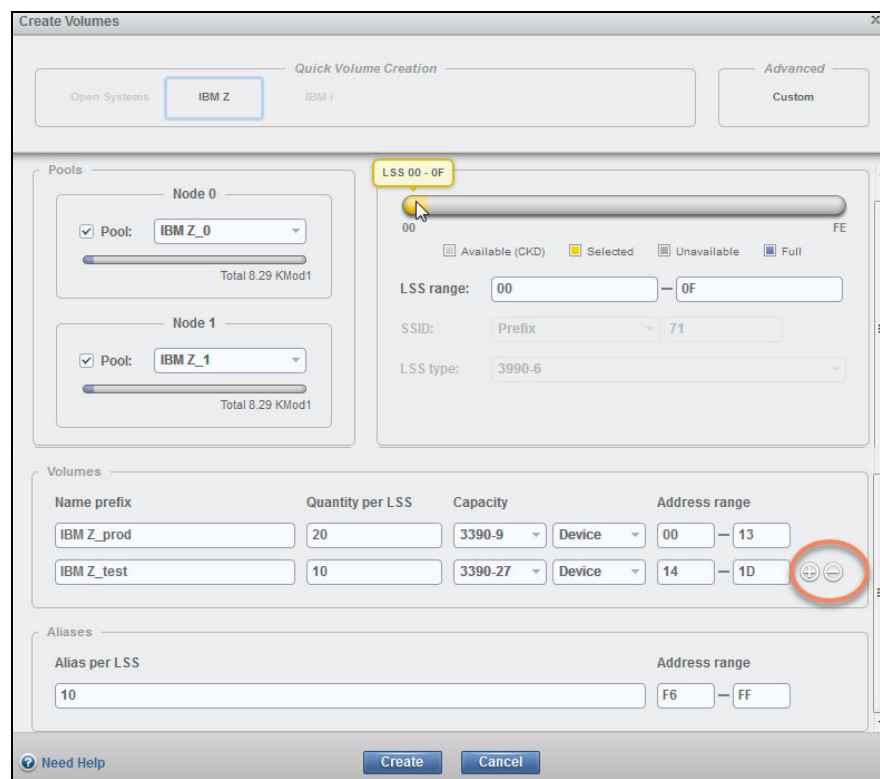 Create Volumes x
Quick Volume Creation Advanced
Open Systems IBM Z IBM i Custom
Pools
Node 0
Pool: IBM Z_0
Total 8.29 KMod1
Node 1
Pool: IBM Z_1
Total 8.29 KMod1
LSS 00 - 0F
00 FE
Available (CKD) Selected Unavailable Full
LSS range: 00 — 0F
SSID: Prefix 71
LSS type: 3990-6
Volumes
Name prefix Quantity per LSS Capacity Address range
IBM Z_prod 20 3390-9 Device 00 — 13
IBM Z_test 10 3390-27 Device 14 — 1D
Aliases
Alias per LSS Address range
10 F6 — FF
? Need Help Create Cancel